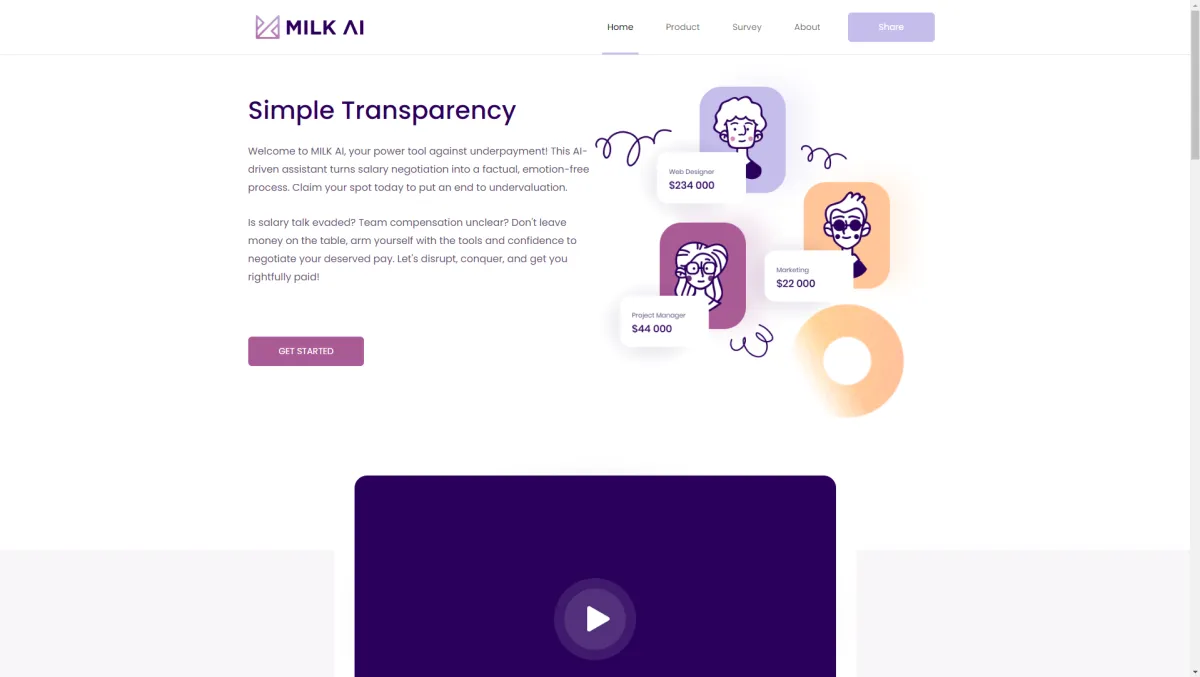 MILK AI
Home
Product
Survey
About
Share
Simple Transparency
Welcome to MILK AI, your power tool against underpayment! This AI-
driven assistant turns salary negotiation into a factual, emotion-free
process. Claim your spot today to put an end to undervaluation.
Is salary talk evaded? Team compensation unclear? Don't leave
money on the table, arm yourself with the tools and confidence to
negotiate your deserved pay. Let's disrupt, conquer, and get you
rightfully paid!
GET STARTED
Web Designer
$234 000
Marketing
$22 000
Project Manager
$44 000